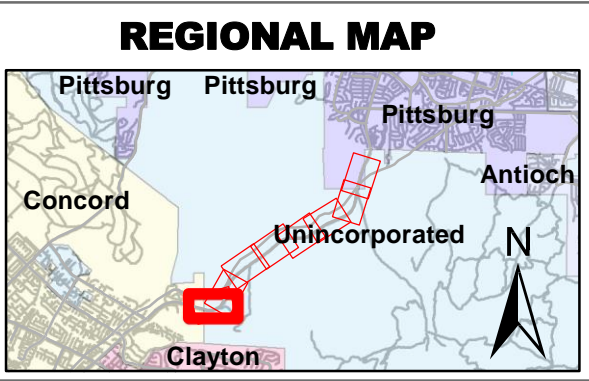 REGIONAL MAP
Pittsburg Pittsburg
Pittsburg
Antioch
Concord
Unincorporated
N
Clayton